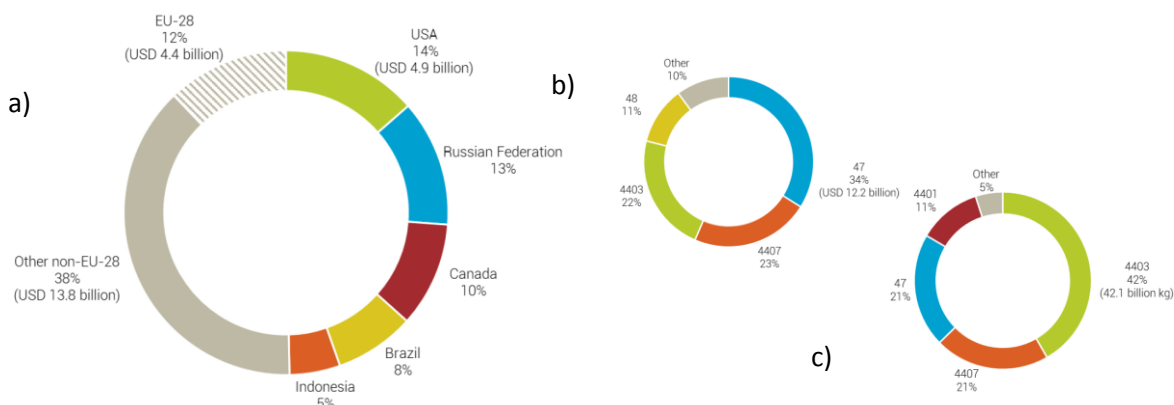 a)
EU-28
12%
(USD 4.4 billion)
USA
14%
(USD 4.9 billion)
Russian Federation
13%
Canada
10%
Brazil
8%
Indonesia
5%
Other non-EU-28
38%
(USD 13.8 billion)
b)
Other
10%
48
11%
4403
22%
4407
23%
47
34%
(USD 12.2 billion)
c)
Other
5%
4401
11%
47
21%
4407
21%
4403
42%
(42.1 billion kg)